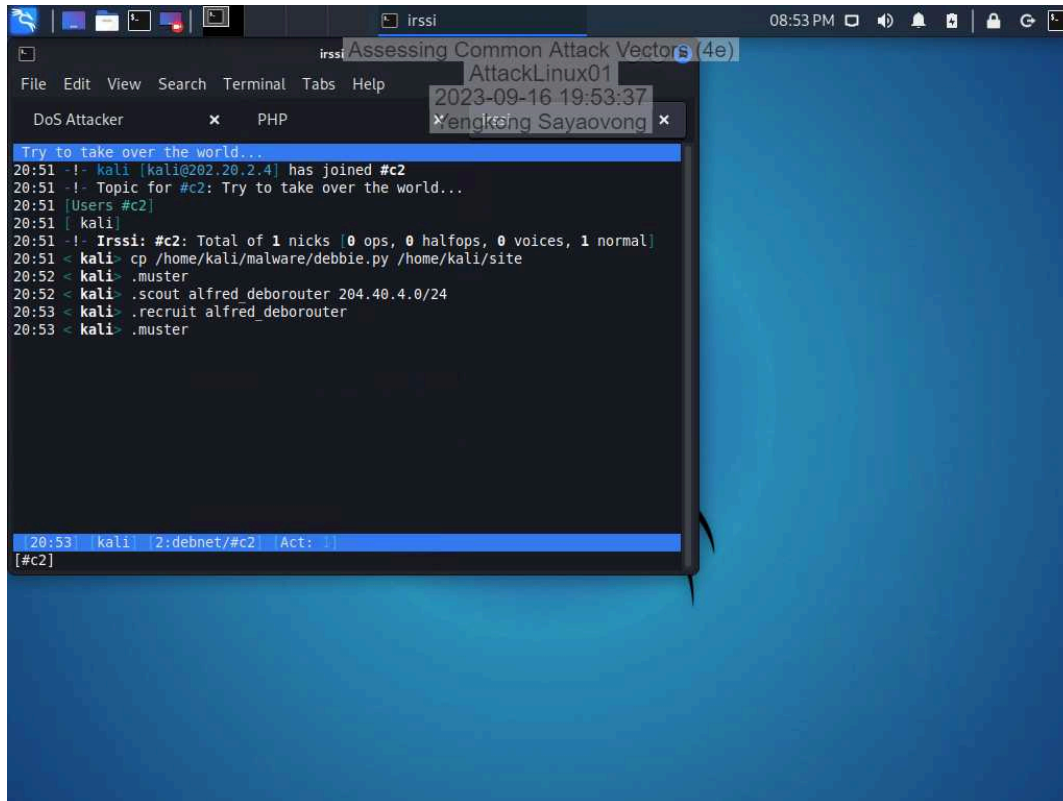 irssi
08:53 PM
irssi
Assessing Common Attack Vectors (4e)
AttackLinux01
2023-09-16 19:53:37
Yengkong Sayaovong
File Edit View Search Terminal Tabs Help
DoS Attacker × PHP × irssi ×
Try to take over the world...
20:51 -!- kali [kali@202.20.2.4] has joined #c2
20:51 -!- Topic for #c2: Try to take over the world...
20:51 [Users #c2]
20:51 [ kali]
20:51 -!- Irssi: #c2: Total of 1 nicks [0 ops, 0 halfops, 0 voices, 1 normal]
20:51 < kali> cp /home/kali/malware/debbie.py /home/kali/site
20:52 < kali> .muster
20:52 < kali> .scout alfred_deborouter 204.40.4.0/24
20:53 < kali> .recruit alfred_deborouter
20:53 < kali> .muster
[20:53] [kali] [2:debnet/#c2] [Act: 1]
[#c2]